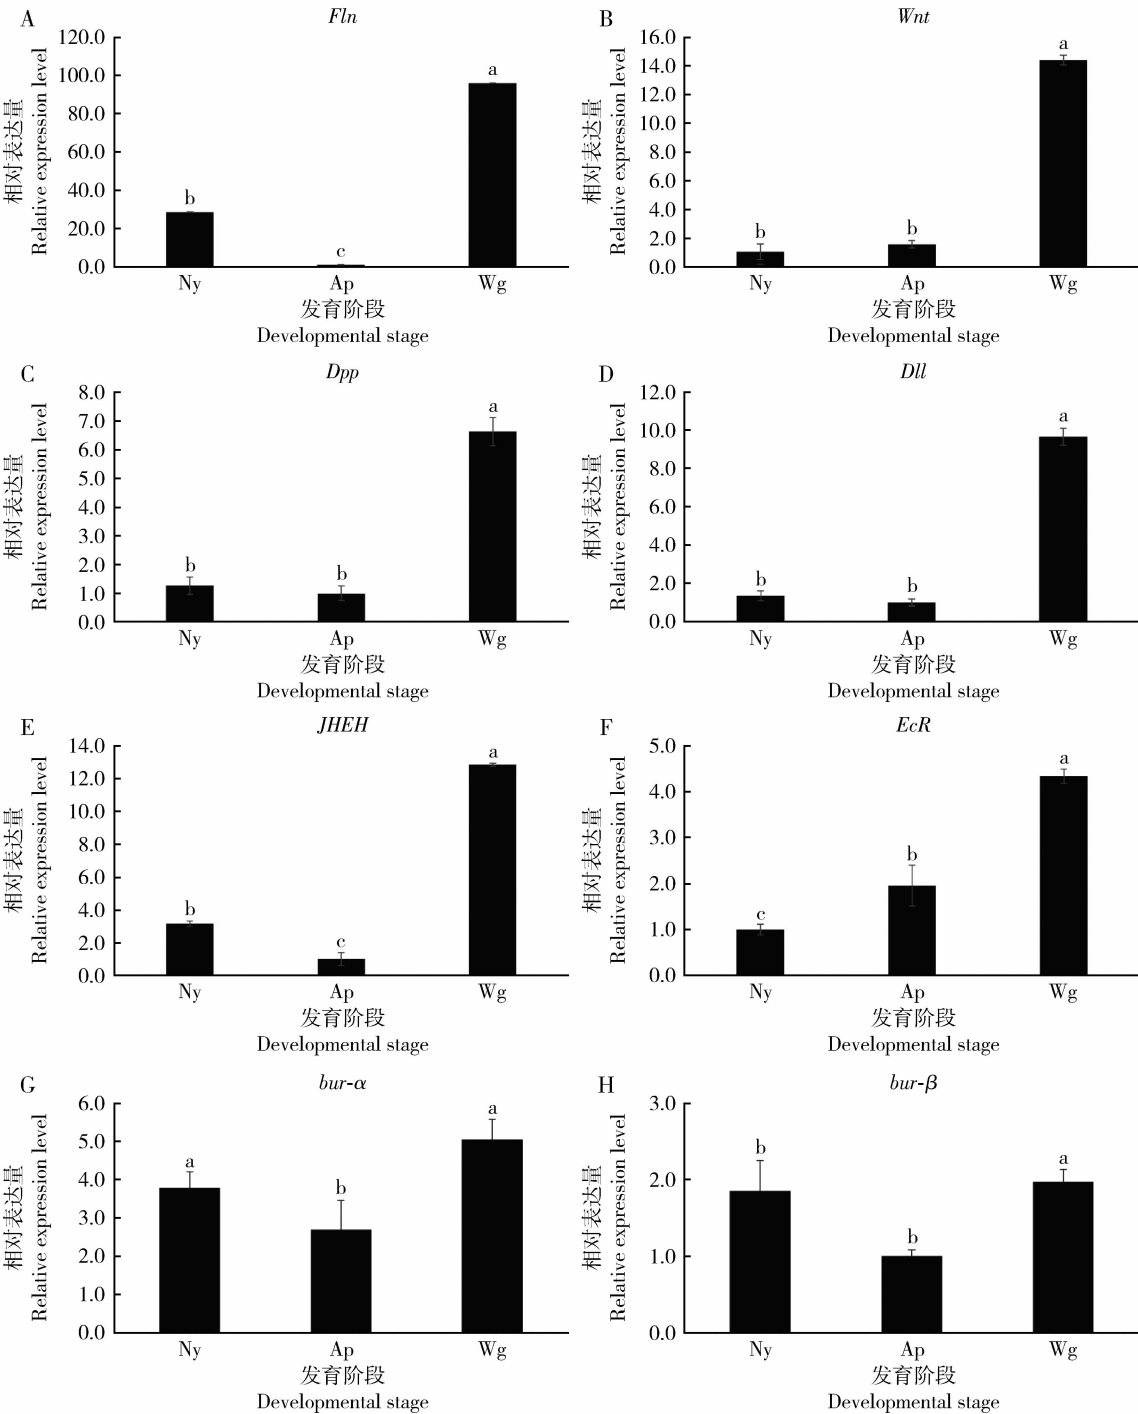 A
Fln
120.0
100.0
80.0
60.0
40.0
20.0
0.0
相对表达量
Relative expression level
b
c
a
Ny
Ap
Wg
发育阶段
Developmental stage
B
Wnt
16.0
14.0
12.0
10.0
8.0
6.0
4.0
2.0
0.0
相对表达量
Relative expression level
b
b
a
Ny
Ap
Wg
发育阶段
Developmental stage
C
Dpp
8.0
7.0
6.0
5.0
4.0
3.0
2.0
1.0
0.0
相对表达量
Relative expression level
b
b
a
Ny
Ap
Wg
发育阶段
Developmental stage
D
Dll
12.0
10.0
8.0
6.0
4.0
2.0
0.0
相对表达量
Relative expression level
b
b
a
Ny
Ap
Wg
发育阶段
Developmental stage
E
JHEH
14.0
12.0
10.0
8.0
6.0
4.0
2.0
0.0
相对表达量
Relative expression level
b
c
a
Ny
Ap
Wg
发育阶段
Developmental stage
F
EcR
5.0
4.0
3.0
2.0
1.0
0.0
相对表达量
Relative expression level
c
b
a
Ny
Ap
Wg
发育阶段
Developmental stage
G
bur-α
6.0
5.0
4.0
3.0
2.0
1.0
0.0
相对表达量
Relative expression level
a
b
a
Ny
Ap
Wg
发育阶段
Developmental stage
H
bur-β
3.0
2.0
1.0
0.0
相对表达量
Relative expression level
b
b
a
Ny
Ap
Wg
发育阶段
Developmental stage